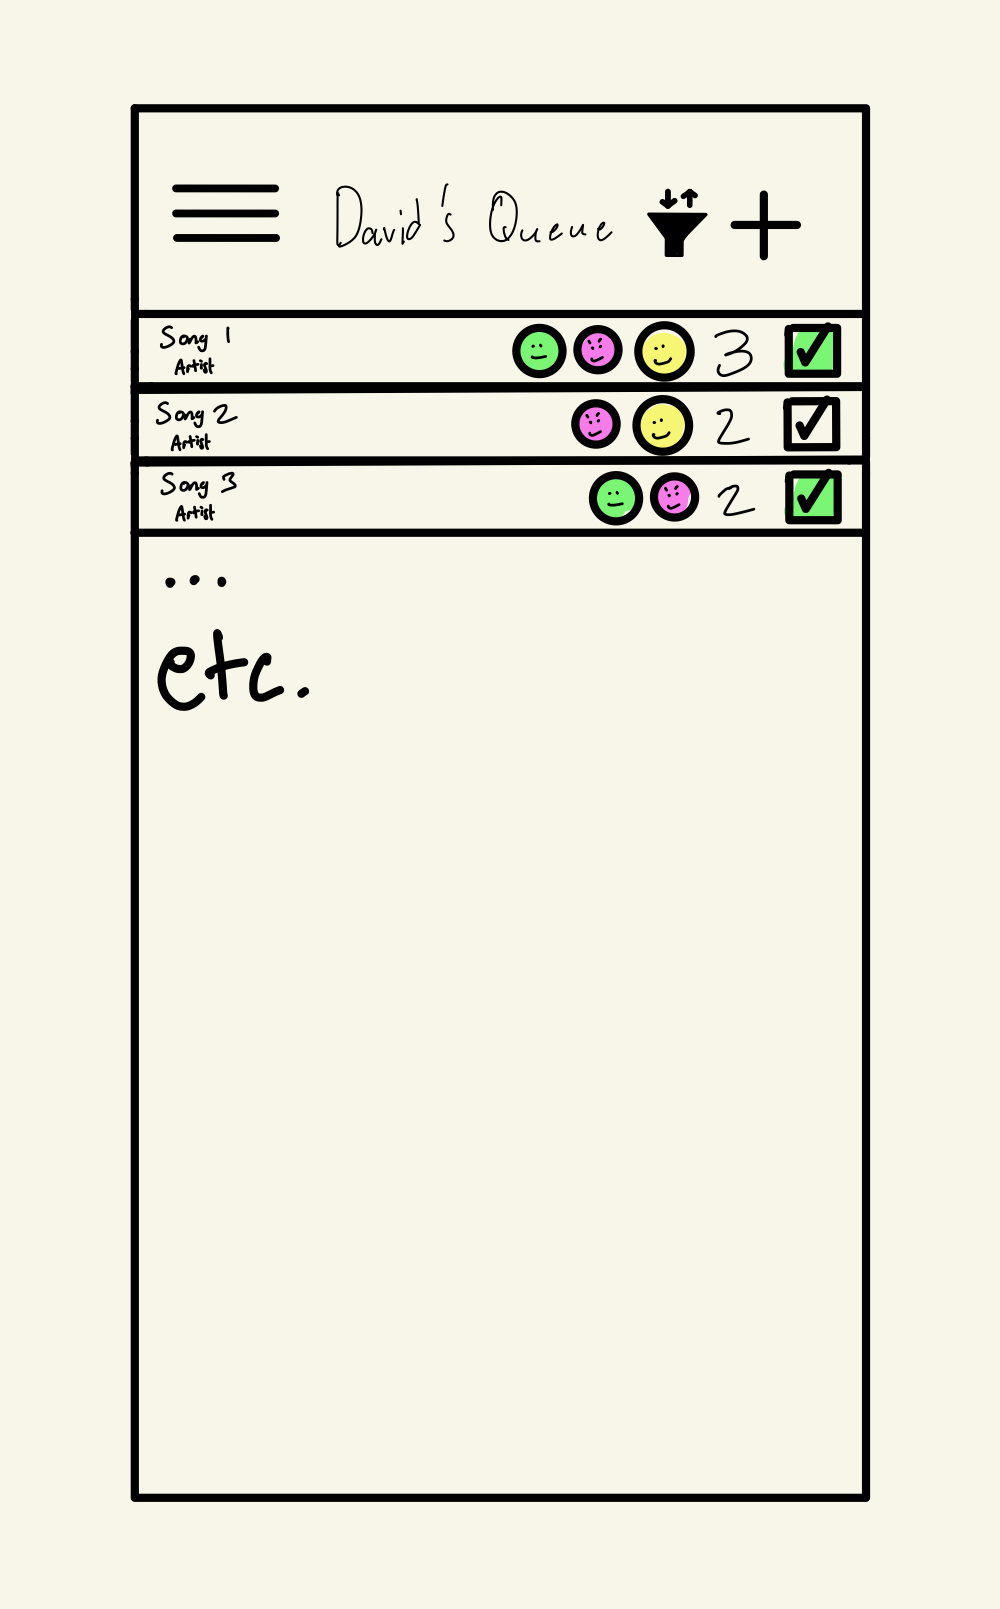 David's Queue
Song 1 3
Artist
Song 2 2
Artist
Song 3 2
Artist
...
etc.